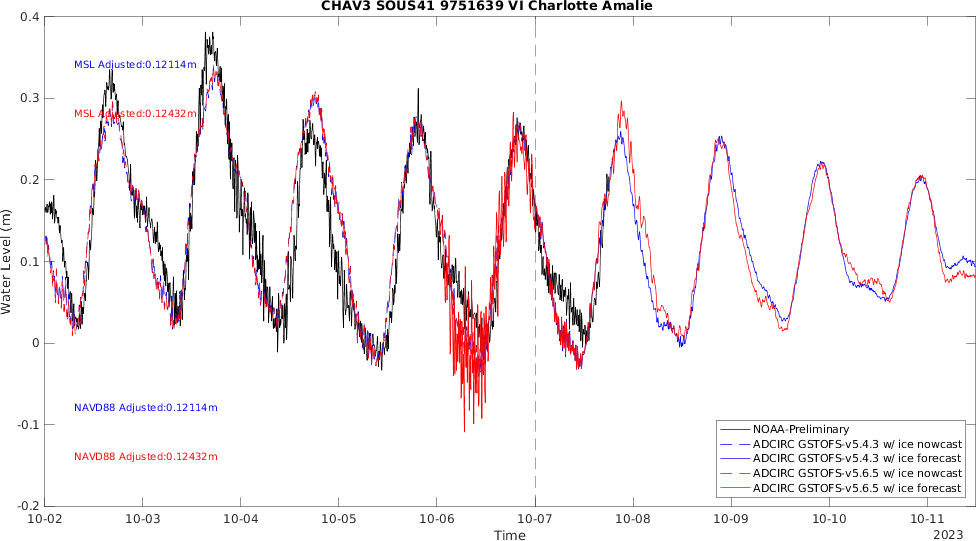 CHAV3 SOUS41 9751639 VI Charlotte Amalie
0.4
0.3
0.2
0.1
0
-0.1
-0.2
Water Level (m)
MSL Adjusted:0.12114m
MSL Adjusted:0.12432m
NAVD88 Adjusted:0.12114m
NAVD88 Adjusted:0.12432m
NOAA-Preliminary
ADCIRC GSTOFS-v5.4.3 w/ ice nowcast
ADCIRC GSTOFS-v5.4.3 w/ ice forecast
ADCIRC GSTOFS-v5.6.5 w/ ice nowcast
ADCIRC GSTOFS-v5.6.5 w/ ice forecast
10-02 10-03 10-04 10-05 10-06 10-07 10-08 10-09 10-10 10-11
Time
2023